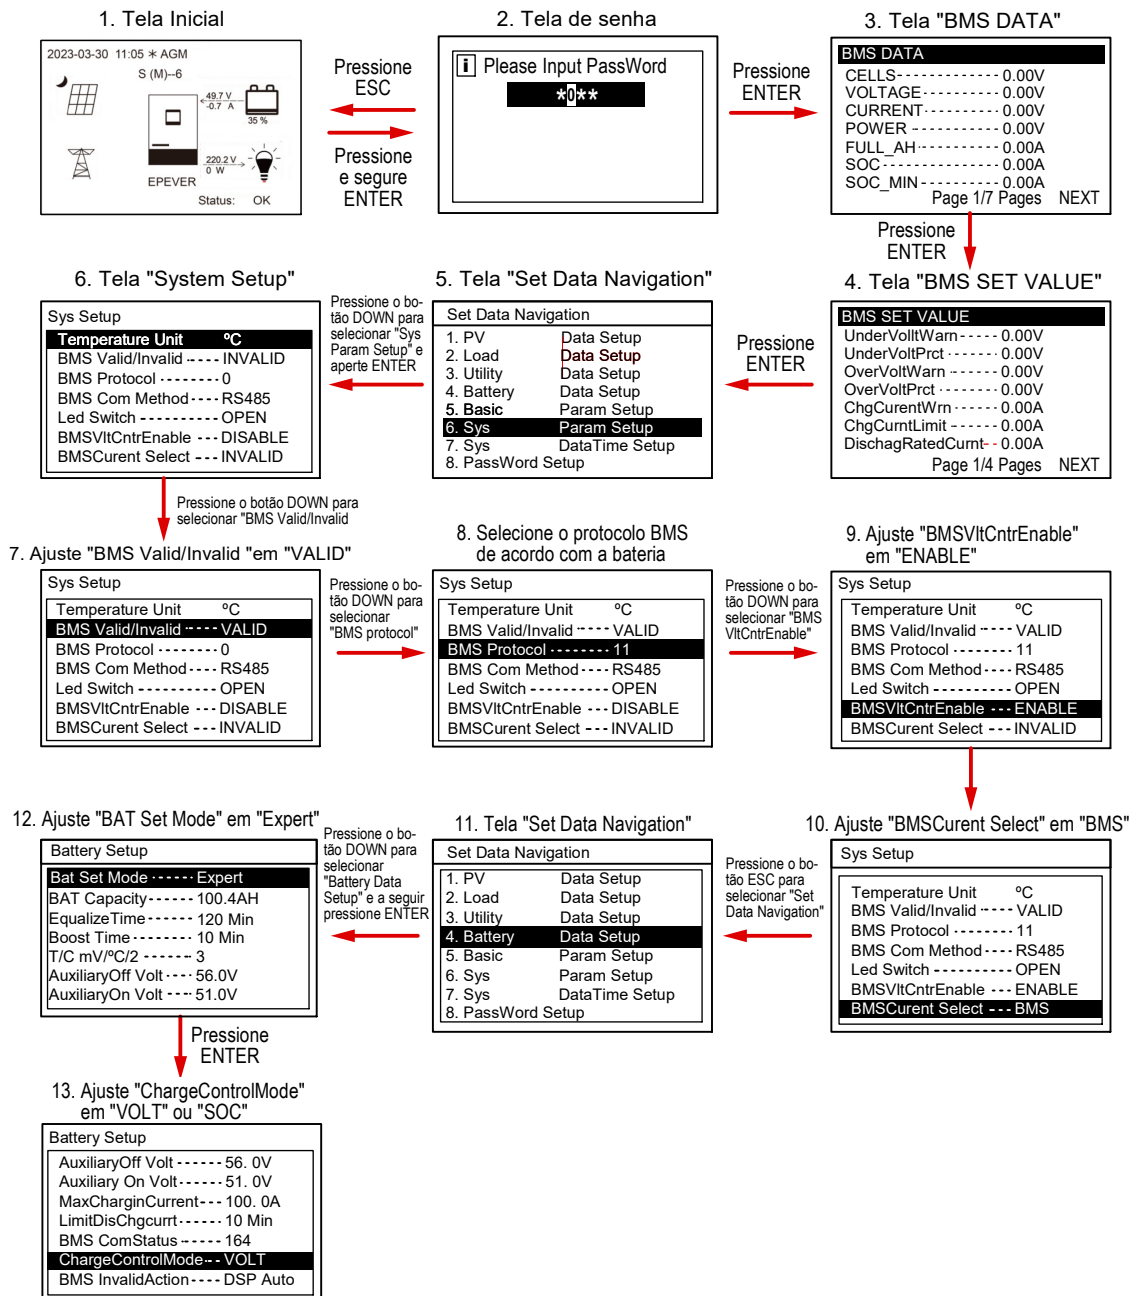 1. Tela Inicial
2023-03-30 11:05 ✳ AGM
S (M)--6
49.7 V
-0.7 A
35 %
220.2 V
0 W
EPEVER
Status: OK
Pressione
ESC
Pressione
e segure
ENTER
2. Tela de senha
i Please Input PassWord
*0**
Pressione
ENTER
3. Tela "BMS DATA"
BMS DATA
CELLS------------ 0.00V
VOLTAGE---------- 0.00V
CURRENT---------- 0.00V
POWER ----------- 0.00V
FULL_AH---------- 0.00A
SOC-------------- 0.00A
SOC_MIN---------- 0.00A
Page 1/7 Pages NEXT
Pressione
ENTER
4. Tela "BMS SET VALUE"
BMS SET VALUE
UnderVolltWarn----- 0.00V
UnderVoltPrct ------ 0.00V
OverVoltWarn ------ 0.00V
OverVoltPrct ------- 0.00V
ChgCurentWrn ------ 0.00A
ChgCurntLimit ------ 0.00A
DischagRatedCurnt-- 0.00A
Page 1/4 Pages NEXT
Pressione
ENTER
5. Tela "Set Data Navigation"
Set Data Navigation
1. PV Data Setup
2. Load Data Setup
3. Utility Data Setup
4. Battery Data Setup
5. Basic Param Setup
6. Sys Param Setup
7. Sys DataTime Setup
8. PassWord Setup
Pressione o bo-
tão DOWN para
selecionar "Sys
Param Setup" e
aperte ENTER
6. Tela "System Setup"
Sys Setup
Temperature Unit ºC
BMS Valid/Invalid ---- INVALID
BMS Protocol -------- 0
BMS Com Method---- RS485
Led Switch ---------- OPEN
BMSVltCntrEnable --- DISABLE
BMSCurent Select --- INVALID
Pressione o botão DOWN para
selecionar "BMS Valid/Invalid
7. Ajuste "BMS Valid/Invalid "em "VALID"
Sys Setup
Temperature Unit ºC
BMS Valid/Invalid ---- VALID
BMS Protocol -------- 0
BMS Com Method---- RS485
Led Switch ---------- OPEN
BMSVltCntrEnable --- DISABLE
BMSCurent Select --- INVALID
Pressione o bo-
tão DOWN para
selecionar
"BMS protocol"
8. Selecione o protocolo BMS
de acordo com a bateria
Sys Setup
Temperature Unit ºC
BMS Valid/Invalid ---- VALID
BMS Protocol -------- 11
BMS Com Method---- RS485
Led Switch ---------- OPEN
BMSVltCntrEnable --- DISABLE
BMSCurent Select --- INVALID
Pressione o bo-
tão DOWN para
selecionar "BMS
VltCntrEnable"
9. Ajuste "BMSVltCntrEnable"
em "ENABLE"
Sys Setup
Temperature Unit ºC
BMS Valid/Invalid ---- VALID
BMS Protocol -------- 11
BMS Com Method---- RS485
Led Switch ---------- OPEN
BMSVltCntrEnable --- ENABLE
BMSCurent Select --- INVALID
10. Ajuste "BMSCurent Select" em "BMS"
Sys Setup
Temperature Unit ºC
BMS Valid/Invalid ---- VALID
BMS Protocol -------- 11
BMS Com Method---- RS485
Led Switch ---------- OPEN
BMSVltCntrEnable --- ENABLE
BMSCurent Select --- BMS
Pressione o bo-
tão ESC para
selecionar "Set
Data Navigation"
11. Tela "Set Data Navigation"
Set Data Navigation
1. PV Data Setup
2. Load Data Setup
3. Utility Data Setup
4. Battery Data Setup
5. Basic Param Setup
6. Sys Param Setup
7. Sys DataTime Setup
8. PassWord Setup
Pressione o bo-
tão DOWN para
selecionar
"Battery Data
Setup" e a seguir
pressione ENTER
12. Ajuste "BAT Set Mode" em "Expert"
Battery Setup
Bat Set Mode ------ Expert
BAT Capacity------ 100.4AH
EqualizeTime------ 120 Min
Boost Time-------- 10 Min
T/C mV/ºC/2 ------ 3
AuxiliaryOff Volt ---- 56.0V
AuxiliaryOn Volt ---- 51.0V
Pressione
ENTER
13. Ajuste "ChargeControlMode"
em "VOLT" ou "SOC"
Battery Setup
AuxiliaryOff Volt ------ 56. 0V
Auxiliary On Volt------ 51. 0V
MaxCharginCurrent--- 100. 0A
LimitDisChgcurrt------ 10 Min
BMS ComStatus ----- 164
ChargeControlMode--- VOLT
BMS InvalidAction---- DSP Auto